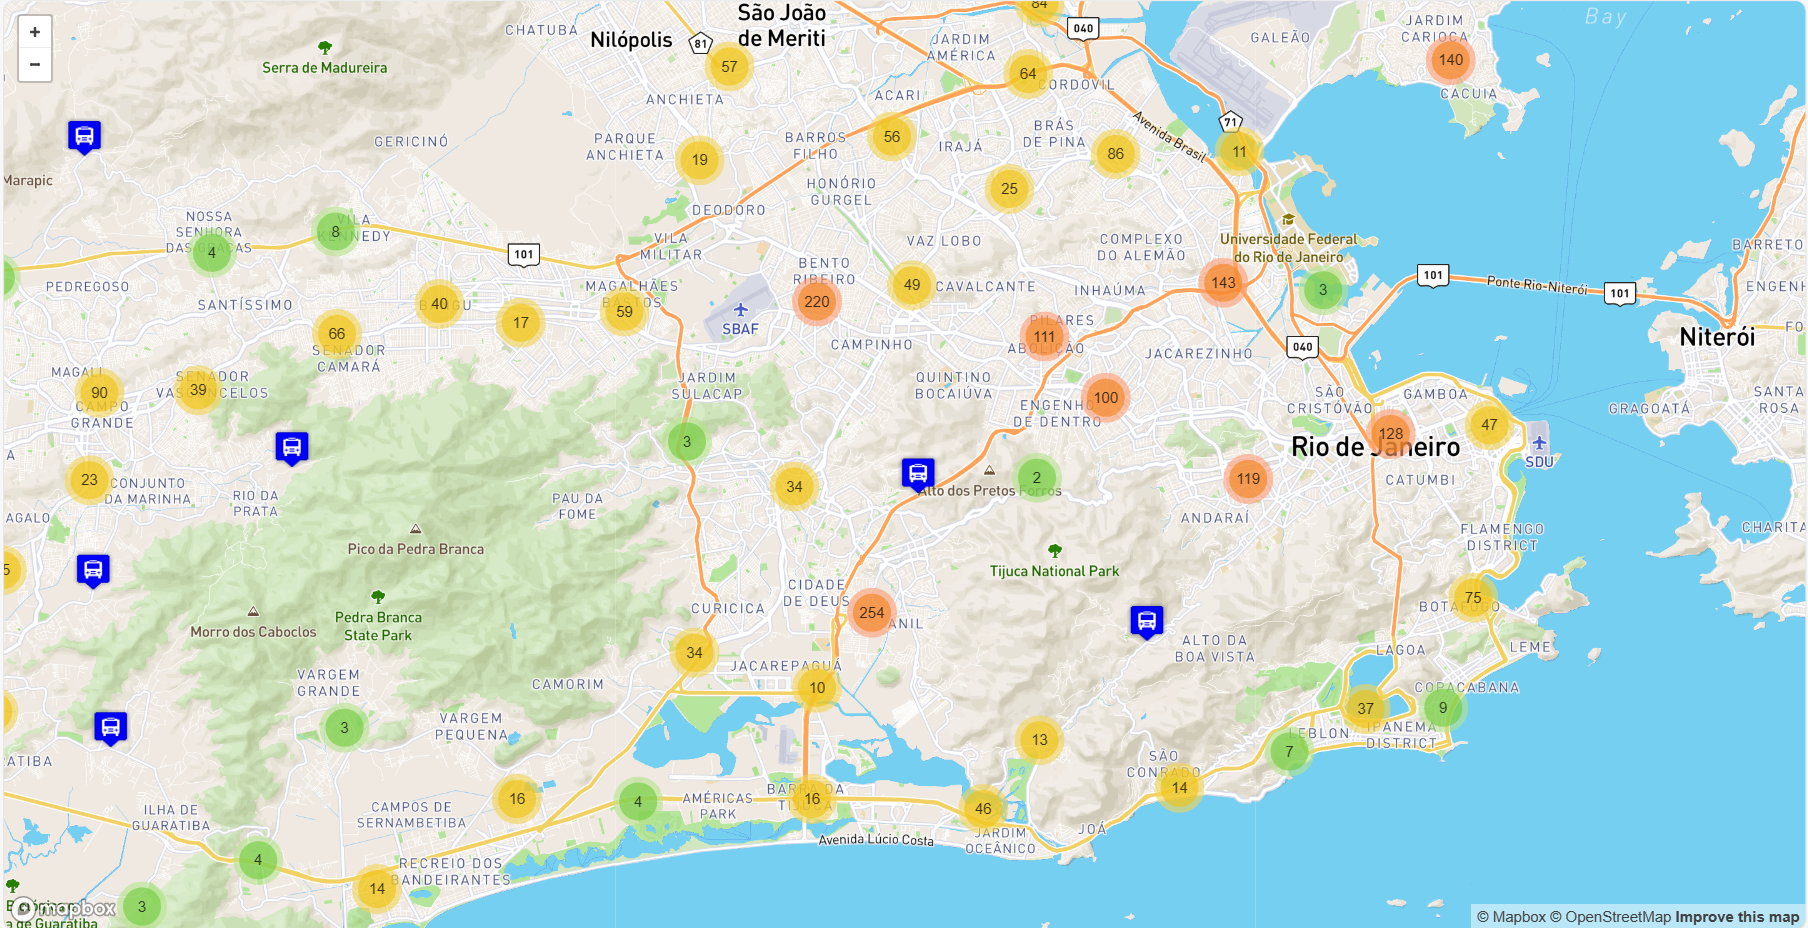 84
São João
de Meriti
040
JARDIM
CARIOCA
Bay
CHATUBA
Nilópolis
81
GALEÃO
+
−
Serra de Madureira
57
JARDIM
AMÉRICA
64
CORDOVIL
140
CACUIA
ANCHIETA
ACARI
71
Avenida Brasil
GERICINÓ
PARQUE
ANCHIETA
19
BARROS
FILHO
56
IRAJÁ
BRÁS
DE PINA
86
11
Marapic
HONÓRIO
GURGEL
25
NOSSA
SENHORA
DAS GRAÇAS
4
8
VILA
KENNEDY
DEODORO
VILA
MILITAR
VAZ LOBO
COMPLEXO
DO ALEMÃO
Universidade Federal
do Rio de Janeiro
BARRETO
101
PEDREGOSO
SANTÍSSIMO
40
BANGU
17
MAGALHÃES
BASTOS
59
BENTO
RIBEIRO
220
49
CAVALCANTE
INHAÚMA
143
3
101
Ponte Rio-Niterói
101
ENGENH
SBAF
66
SENADOR
CAMARÁ
CAMPINHO
PILARES
111
ABOLIÇÃO
JACAREZINHO
040
Niterói
FO
MAGALI
90
CAMPO
GRANDE
SENADOR
39
VASCONCELOS
JARDIM
SULACAP
QUINTINO
BOCAIÚVA
100
ENGENHO
DE DENTRO
SÃO
CRISTÓVÃO
GAMBOA
GRAGOATÁ
SANTA
ROSA
A
3
128
Rio de Janeiro
47
SDU
23
CONJUNTO
DA MARINHA
RIO DA
PRATA
PAU DA
FOME
34
Alto dos Pretos Forros
2
119
CATUMBI
AGALO
ANDARAÍ
FLAMENGO
DISTRICT
CHARITA
Pico da Pedra Branca
5
Tijuca National Park
CIDADE
DE DEUS
254
ANIL
CURICICA
75
BOTAFOGO
Pedra Branca
State Park
Morro dos Caboclos
34
JACAREPAGUÁ
10
ALTO DA
BOA VISTA
LAGOA
LEME
VARGEM
GRANDE
CAMORIM
COPACABANA
9
37
IPANEMA
DISTRICT
3
VARGEM
PEQUENA
13
LEBLON
7
ATIBA
SÃO
CONRADO
14
16
4
AMÉRICAS
PARK
BARRA DA
16
TIJUCA
46
JARDIM
OCEÂNICO
JOÁ
ILHA DE
GUARATIBA
CAMPOS DE
SERNAMBETIBA
Avenida Lúcio Costa
4
14
RECREIO DOS
BANDEIRANTES
3
mapbox
a de Guaratiba
© Mapbox © OpenStreetMap Improve this map